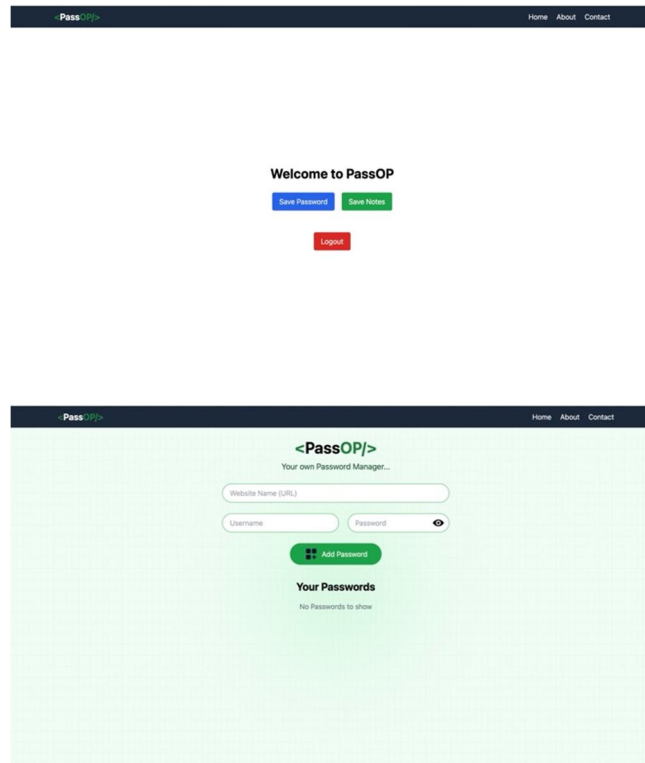 <PassOP/> Home About Contact
Welcome to PassOP
Save Password Save Notes
Logout
<PassOP/> Home About Contact
<PassOP/>
Your own Password Manager...
Website Name (URL)
Username Password
Add Password
Your Passwords
No Passwords to show